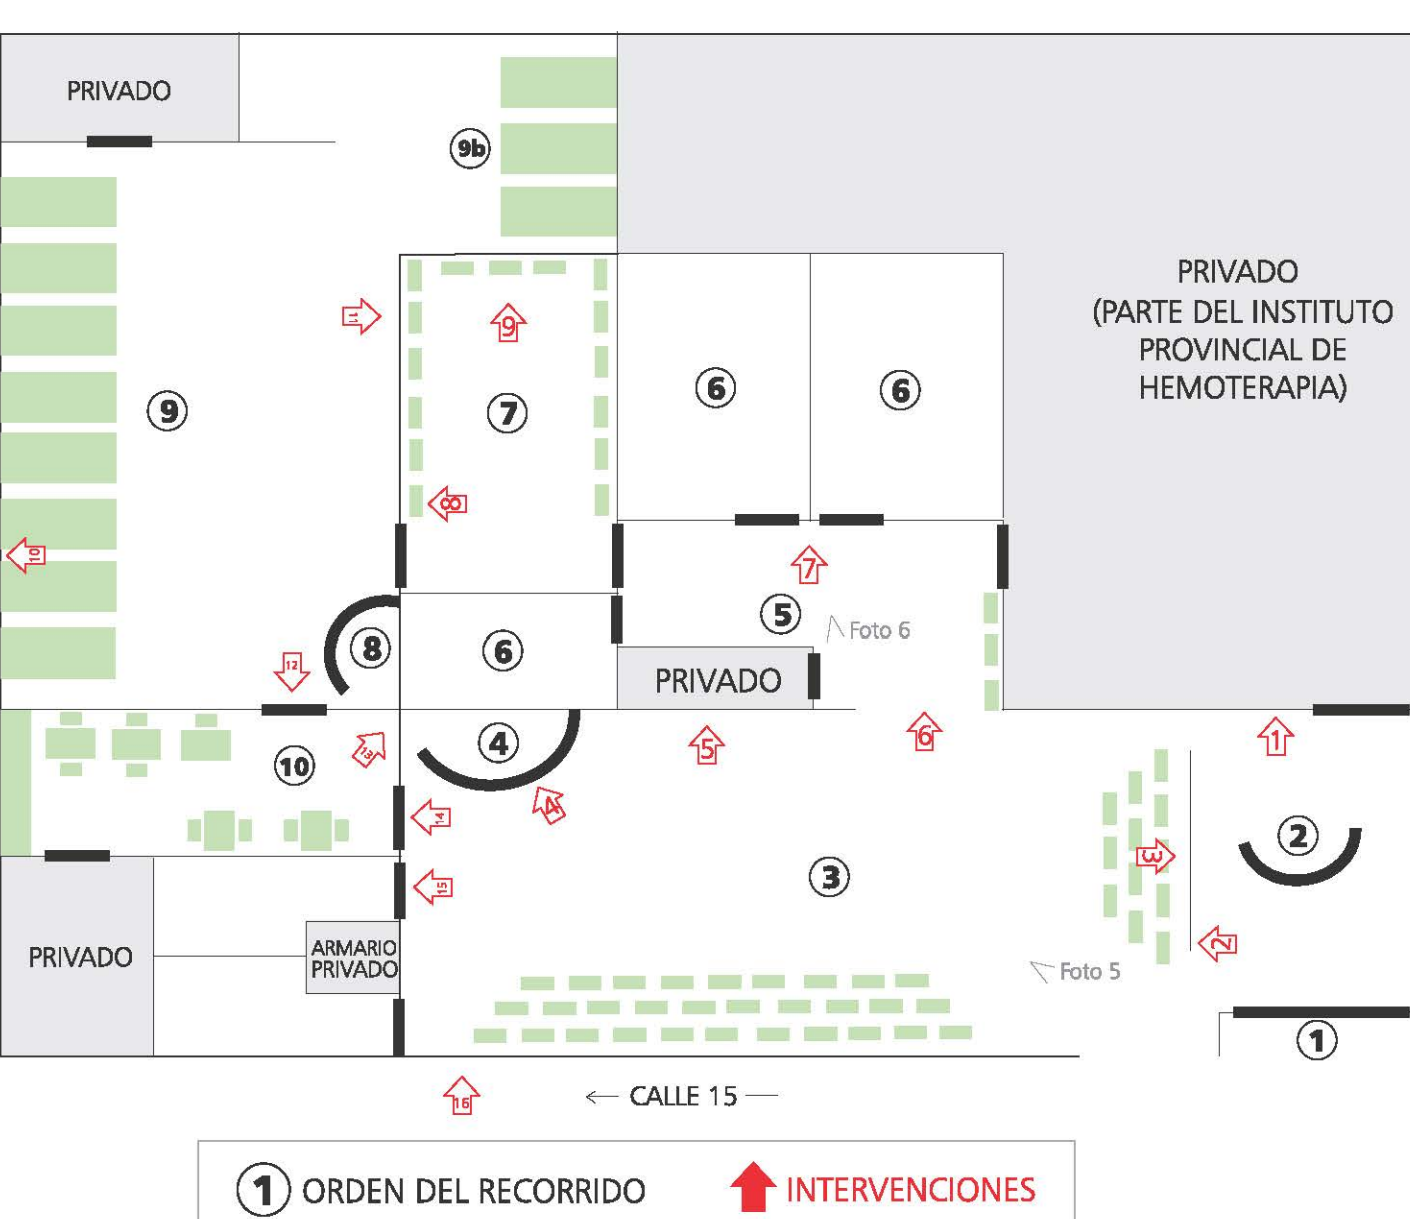 PRIVADO
9b
PRIVADO
(PARTE DEL INSTITUTO
PROVINCIAL DE
HEMOTERAPIA)
11
9
6
6
9
7
8
10
7
5
Foto 6
12
8
6
PRIVADO
13
4
5
6
1
10
14
4
2
3
3
15
PRIVADO
ARMARIO
PRIVADO
2
Foto 5
1
16
← CALLE 15 —
1 ORDEN DEL RECORRIDO
INTERVENCIONES